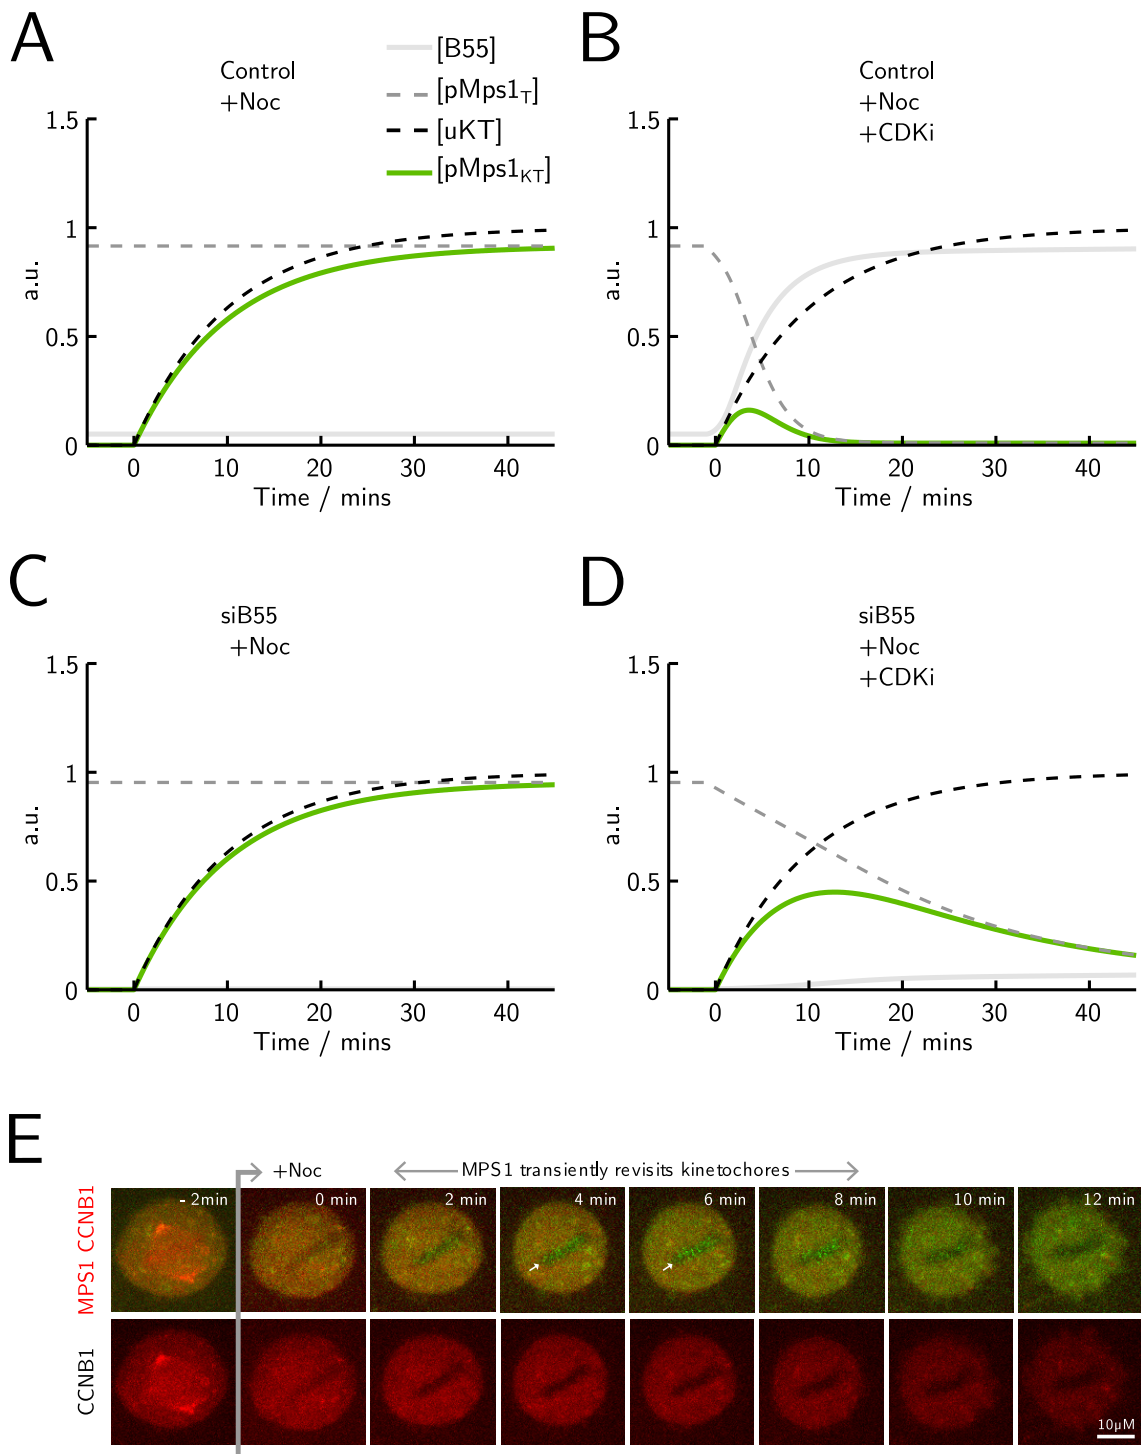 A
Control
+Noc
[B55]
[pMps1T]
[uKT]
[pMps1KT]
1.5
1
0.5
0
a.u.
0 10 20 30 40
Time / mins
B
Control
+Noc
+CDKi
1.5
1
0.5
0
a.u.
0 10 20 30 40
Time / mins
C
siB55
+Noc
1.5
1
0.5
0
a.u.
0 10 20 30 40
Time / mins
D
siB55
+Noc
+CDKi
1.5
1
0.5
0
a.u.
0 10 20 30 40
Time / mins
E
+Noc
MPS1 transiently revisits kinetochores
MPS1 CCNB1
- 2min 0 min 2 min 4 min 6 min 8 min 10 min 12 min
CCNB1
10μM